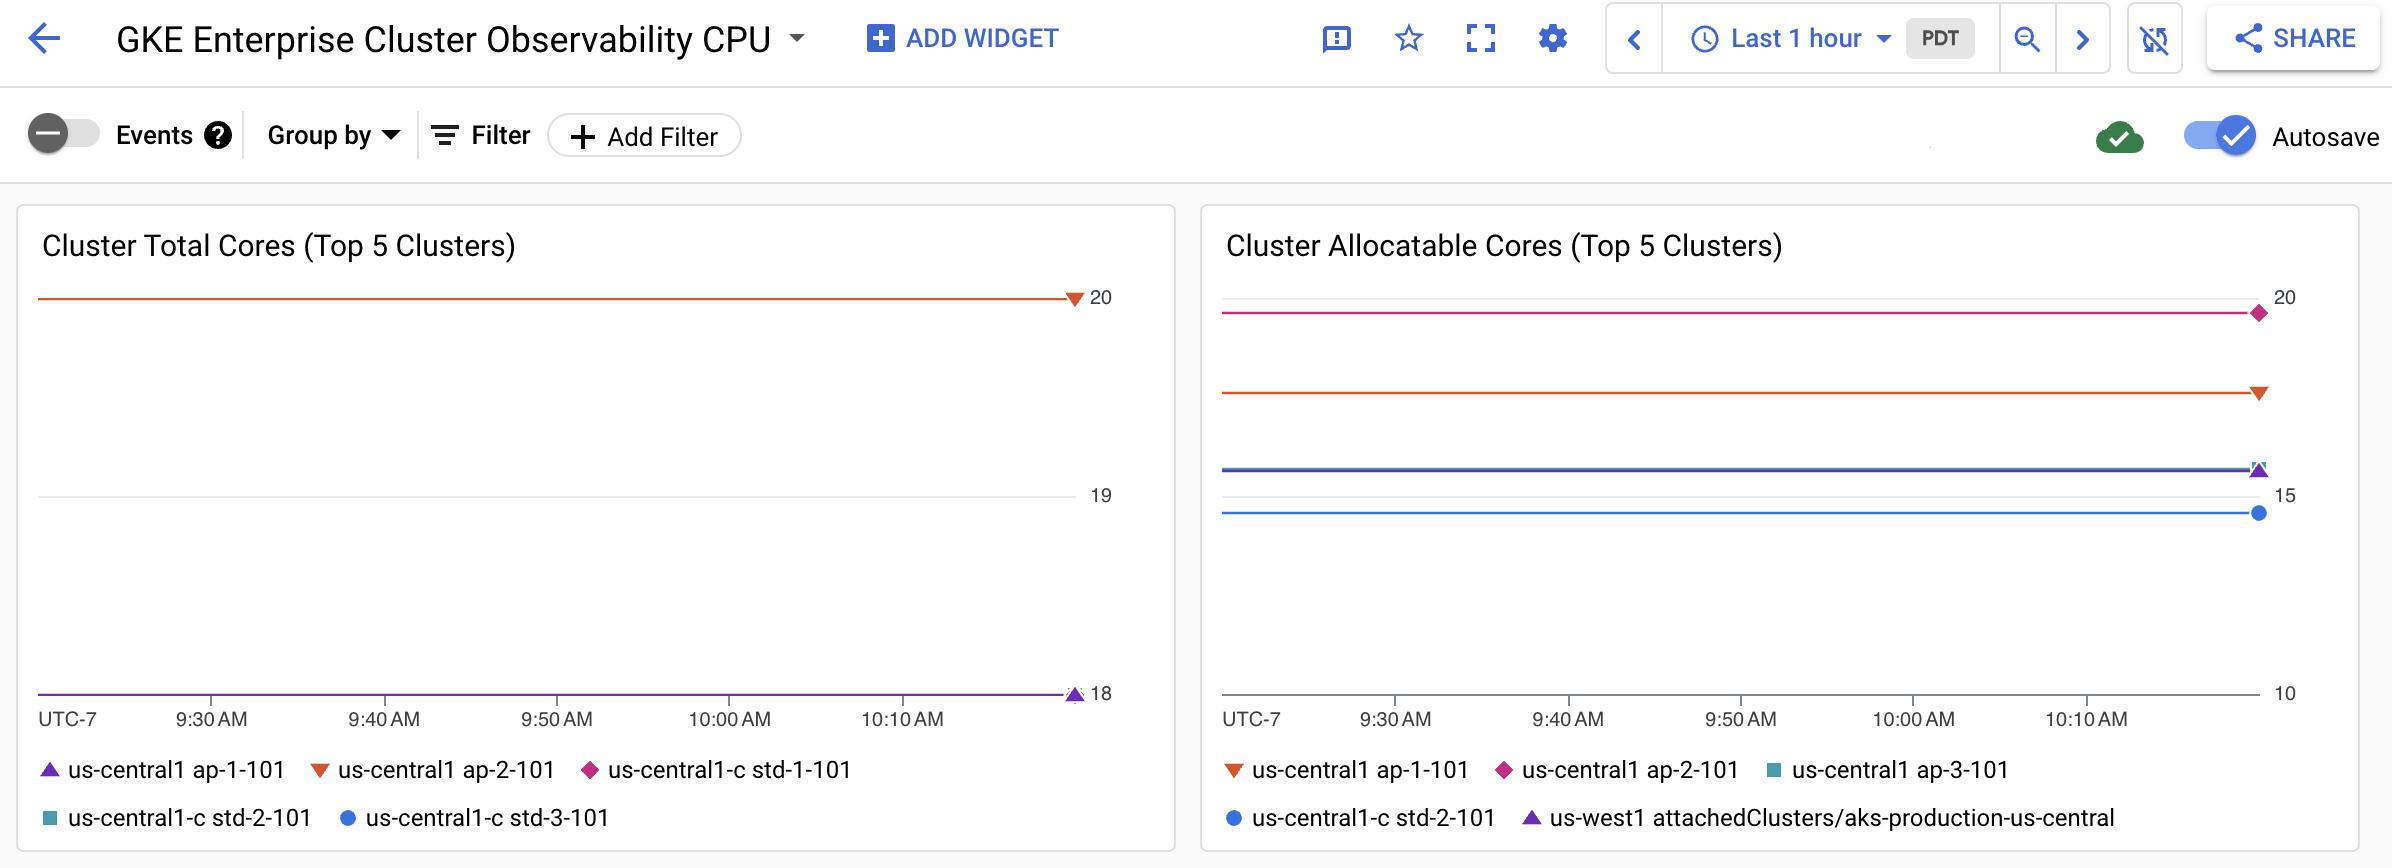 GKE Enterprise Cluster Observability CPU ADD WIDGET Last 1 hour PDT SHARE
Events ? Group by Filter Add Filter Autosave
Cluster Total Cores (Top 5 Clusters)
20
19
18
UTC-7 9:30 AM 9:40 AM 9:50 AM 10:00 AM 10:10 AM
us-central1 ap-1-101 us-central1 ap-2-101 us-central1-c std-1-101
us-central1-c std-2-101 us-central1-c std-3-101
Cluster Allocatable Cores (Top 5 Clusters)
20
15
10
UTC-7 9:30 AM 9:40 AM 9:50 AM 10:00 AM 10:10 AM
us-central1 ap-1-101 us-central1 ap-2-101 us-central1 ap-3-101
us-central1-c std-2-101 us-west1 attachedClusters/aks-production-us-central